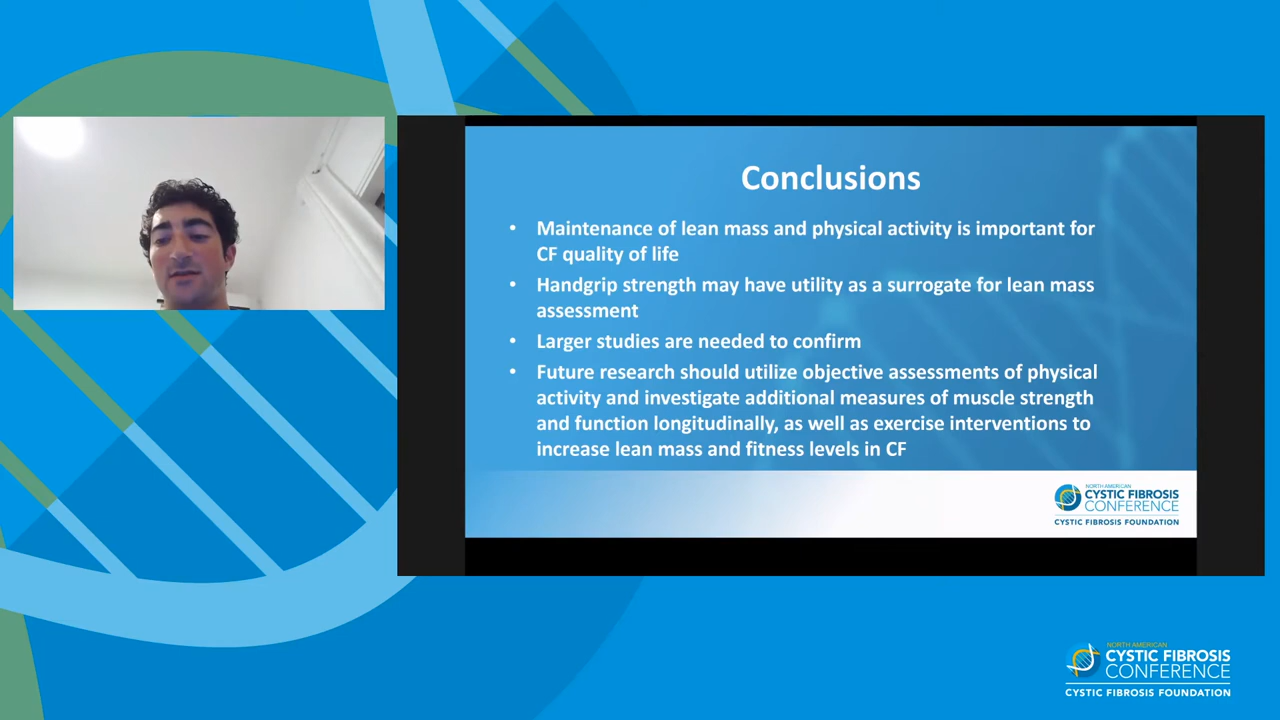 Conclusions
• Maintenance of lean mass and physical activity is important for
CF quality of life
• Handgrip strength may have utility as a surrogate for lean mass
assessment
• Larger studies are needed to confirm
• Future research should utilize objective assessments of physical
activity and investigate additional measures of muscle strength
and function longitudinally, as well as exercise interventions to
increase lean mass and fitness levels in CF
NORTH AMERICAN
CYSTIC FIBROSIS
CONFERENCE
CYSTIC FIBROSIS FOUNDATION
NORTH AMERICAN
CYSTIC FIBROSIS
CONFERENCE
CYSTIC FIBROSIS FOUNDATION